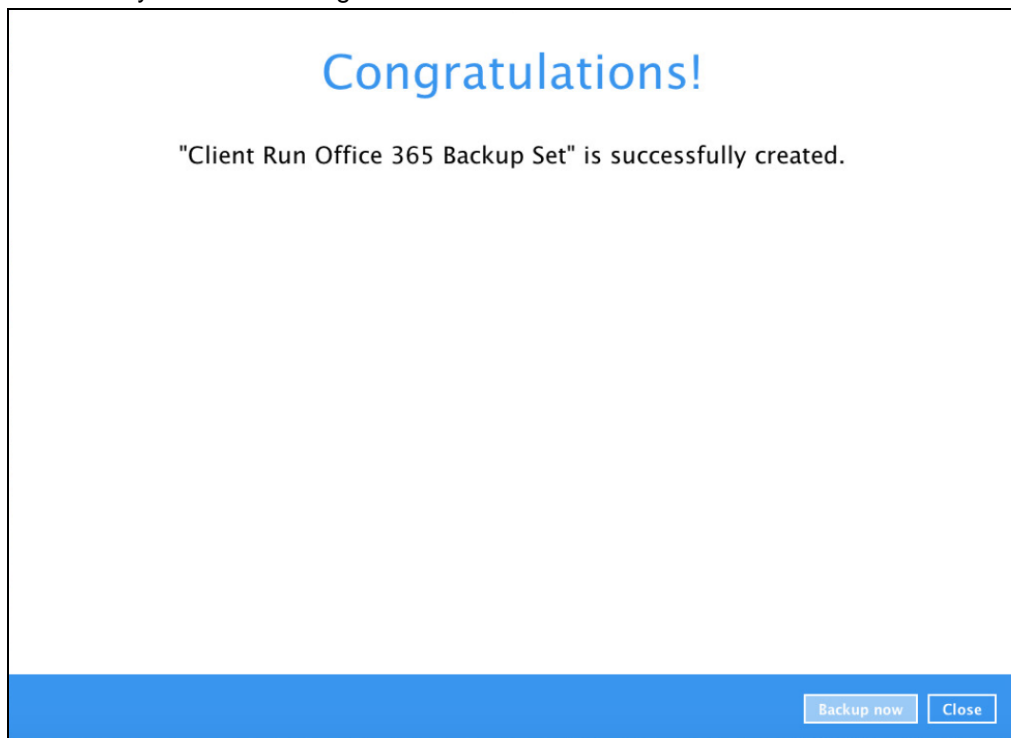 Congratulations!
"Client Run Office 365 Backup Set" is successfully created.
Backup now Close